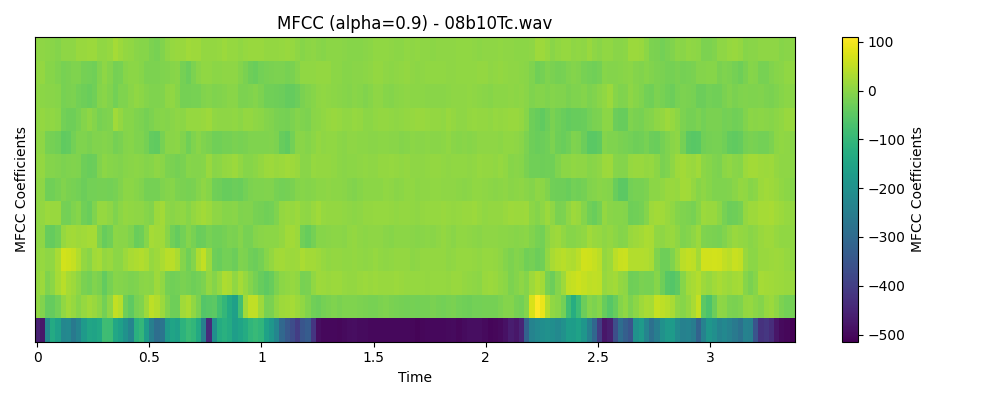 MFCC (alpha=0.9) - 08b10Tc.wav
MFCC Coefficients
0 0.5 1 1.5 2 2.5 3
Time
100
0
−100
−200
−300
−400
−500
MFCC Coefficients